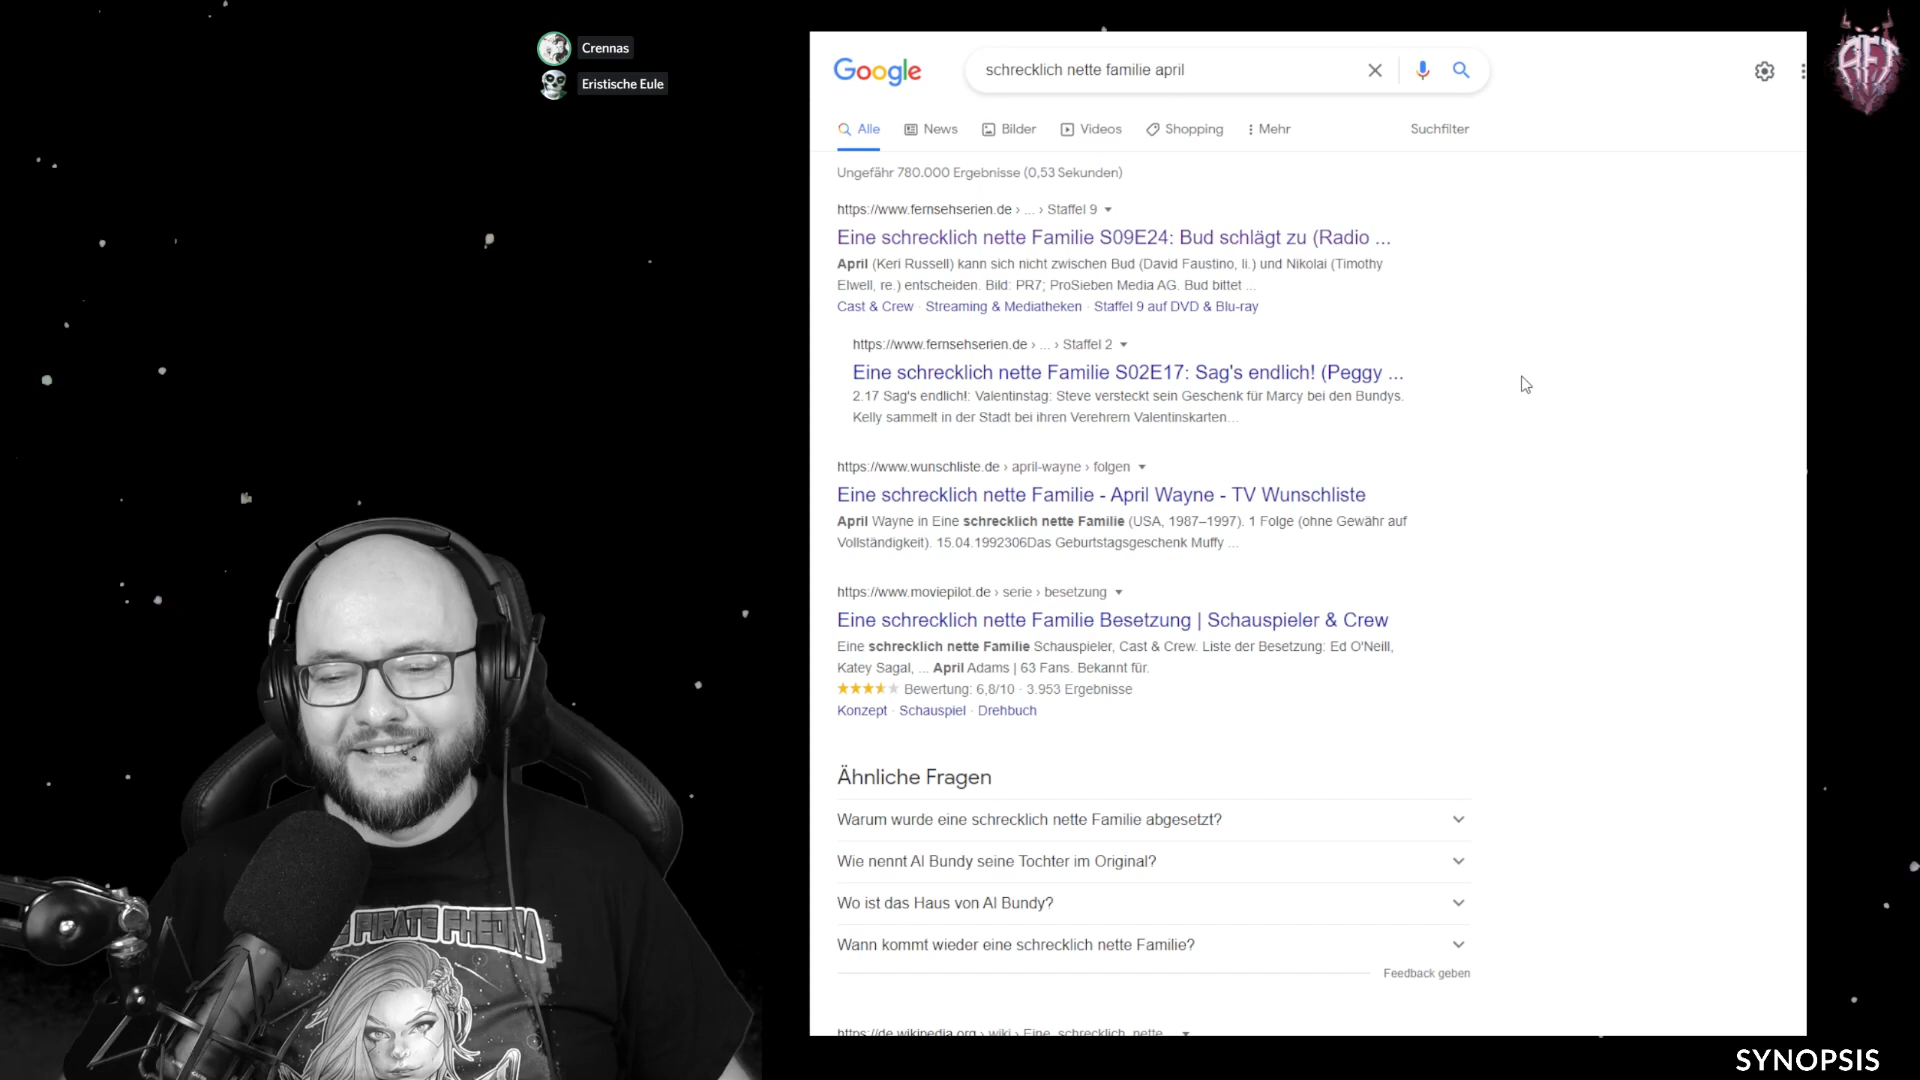 Crennas
Eristische Eule
Google
schrecklich nette familie april
Alle
News
Bilder
Videos
Shopping
Mehr
Suchfilter
Ungefähr 780.000 Ergebnisse (0,53 Sekunden)
https://www.fernsehserien.de › ... › Staffel 9
Eine schrecklich nette Familie S09E24: Bud schlägt zu (Radio ...
April (Keri Russell) kann sich nicht zwischen Bud (David Faustino, li.) und Nikolai (Timothy
Elwell, re.) entscheiden. Bild: PR7; ProSieben Media AG. Bud bittet ...
Cast & Crew · Streaming & Mediatheken · Staffel 9 auf DVD & Blu-ray
https://www.fernsehserien.de › ... › Staffel 2
Eine schrecklich nette Familie S02E17: Sag's endlich! (Peggy ...
2.17 Sag's endlich!: Valentinstag: Steve versteckt sein Geschenk für Marcy bei den Bundys.
Kelly sammelt in der Stadt bei ihren Verehrern Valentinskarten...
https://www.wunschliste.de › april-wayne › folgen
Eine schrecklich nette Familie - April Wayne - TV Wunschliste
April Wayne in Eine schrecklich nette Familie (USA, 1987–1997). 1 Folge (ohne Gewähr auf
Vollständigkeit). 15.04.1992306Das Geburtstagsgeschenk Muffy ...
https://www.moviepilot.de › serie › besetzung
Eine schrecklich nette Familie Besetzung | Schauspieler & Crew
Eine schrecklich nette Familie Schauspieler, Cast & Crew. Liste der Besetzung: Ed O'Neill,
Katey Sagal, ... April Adams | 63 Fans. Bekannt für.
Bewertung: 6,8/10 · 3.953 Ergebnisse
Konzept · Schauspiel · Drehbuch
Ähnliche Fragen
Warum wurde eine schrecklich nette Familie abgesetzt?
Wie nennt Al Bundy seine Tochter im Original?
Wo ist das Haus von Al Bundy?
Wann kommt wieder eine schrecklich nette Familie?
Feedback geben
https://de.wikipedia.org › wiki › Eine_schrecklich_nette_...
PIRATE FHEDRA
SYNOPSIS